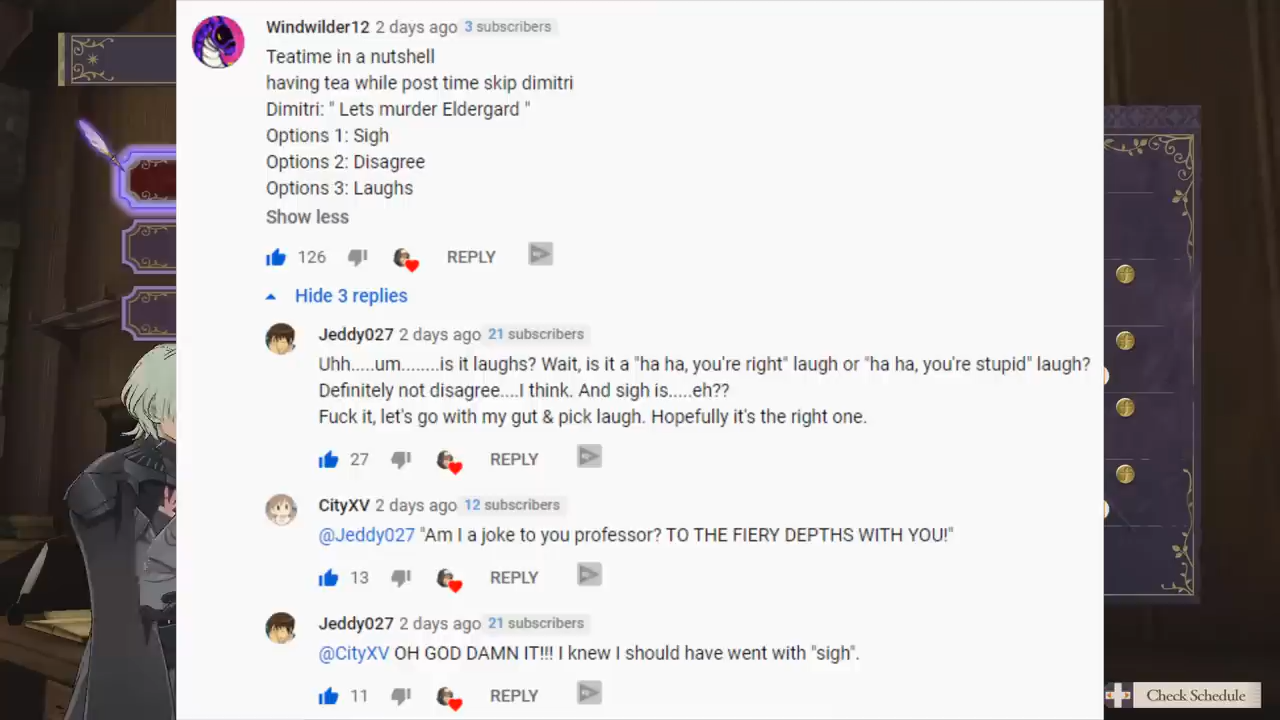 Windwilder12 2 days ago 3 subscribers
Teatime in a nutshell
having tea while post time skip dimitri
Dimitri: " Lets murder Eldergard "
Options 1: Sigh
Options 2: Disagree
Options 3: Laughs
Show less
126 REPLY
Hide 3 replies
Jeddy027 2 days ago 21 subscribers
Uhh.....um........is it laughs? Wait, is it a "ha ha, you're right" laugh or "ha ha, you're stupid" laugh?
Definitely not disagree....I think. And sigh is.....eh??
Fuck it, let's go with my gut & pick laugh. Hopefully it's the right one.
27 REPLY
CityXV 2 days ago 12 subscribers
@Jeddy027 "Am I a joke to you professor? TO THE FIERY DEPTHS WITH YOU!"
13 REPLY
Jeddy027 2 days ago 21 subscribers
@CityXV OH GOD DAMN IT!!! I knew I should have went with "sigh".
11 REPLY
Check Schedule